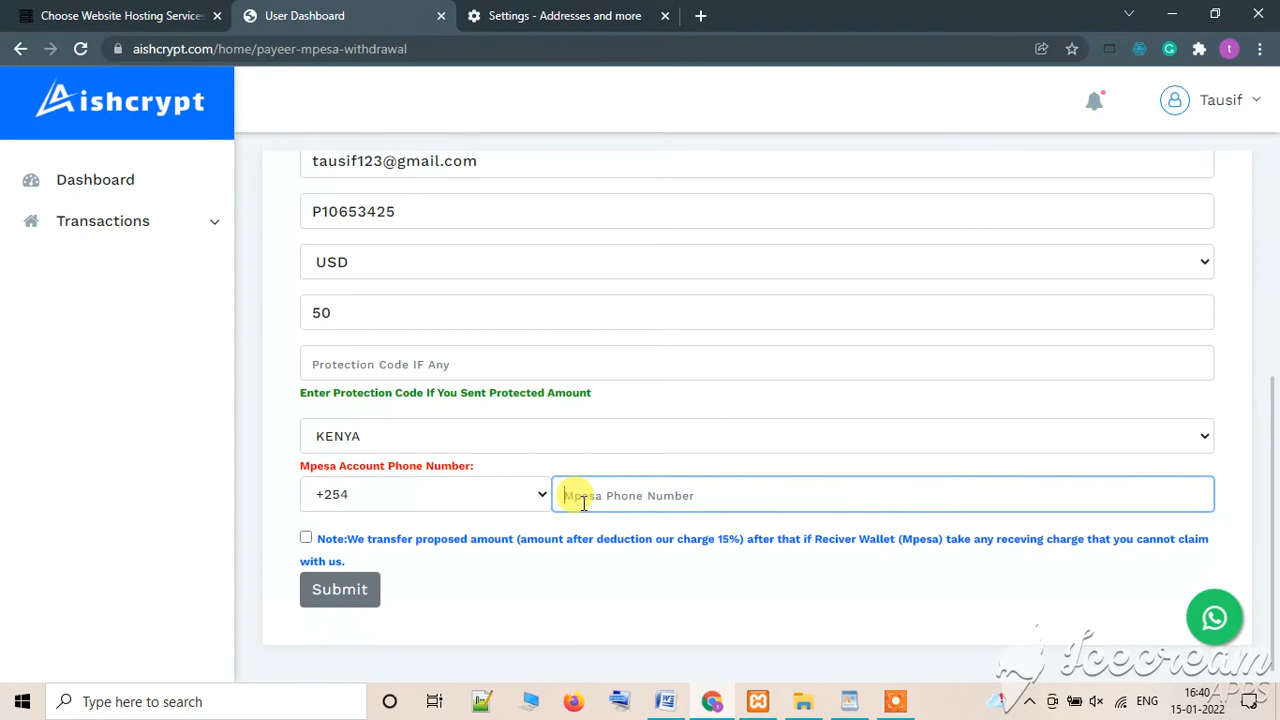 Choose Website Hosting Service
User Dashboard
Settings - Addresses and more
aishcrypt.com/home/payeer-mpesa-withdrawal
t
Aishcrypt
Tausif
Dashboard
Transactions
tausif123@gmail.com
P10653425
USD
50
Protection Code IF Any
Enter Protection Code If You Sent Protected Amount
KENYA
Mpesa Account Phone Number:
+254
Mpesa Phone Number
Note:We transfer proposed amount (amount after deduction our charge 15%) after that if Reciver Wallet (Mpesa) take any receving charge that you cannot claim
with us.
Submit
Icecream
APPS
Type here to search
ENG
16:40
15-01-2022